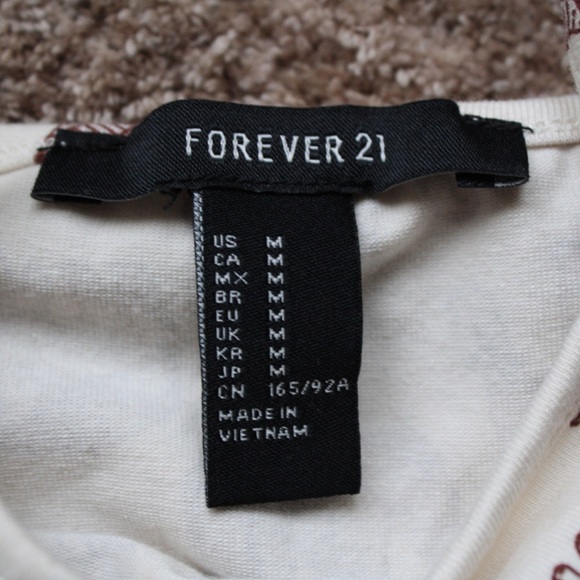 FOREVER 21
US M
CA M
MX M
BR M
EU M
UK M
KR M
JP M
CN 165/92A
MADE IN
VIETNAM